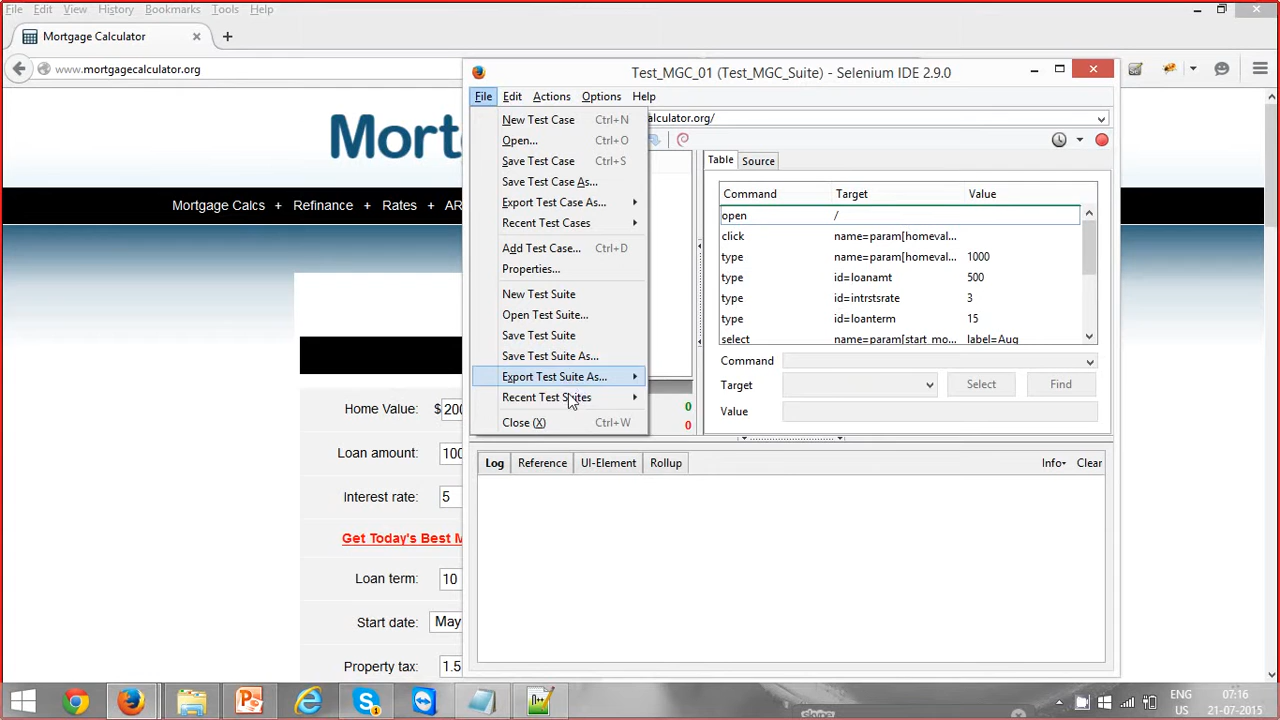 File Edit View History Bookmarks Tools Help
Mortgage Calculator
www.mortgagecalculator.org
Test_MGC_01 (Test_MGC_Suite) - Selenium IDE 2.9.0
File Edit Actions Options Help
alculator.org/
Mort
Mortgage Calcs + Refinance + Rates + AR
New Test Case Ctrl+N
Open... Ctrl+O
Save Test Case Ctrl+S
Save Test Case As...
Export Test Case As...
Recent Test Cases
Add Test Case... Ctrl+D
Properties...
New Test Suite
Open Test Suite...
Save Test Suite
Save Test Suite As...
Export Test Suite As...
Recent Test Suites
Close (X) Ctrl+W
Table Source
Command Target Value
open /
click name=param[homeval...
type name=param[homeval... 1000
type id=loanamt 500
type id=intrstsrate 3
type id=loanterm 15
select name=param[start_mo... label=Aug
Command
Target Select Find
Value
0
0
Log Reference UI-Element Rollup Info Clear
Home Value: $ 200
Loan amount: 100
Interest rate: 5
Get Today's Best M
Loan term: 10
Start date: May
Property tax: 1.5
ENG
US
07:16
21-07-2015